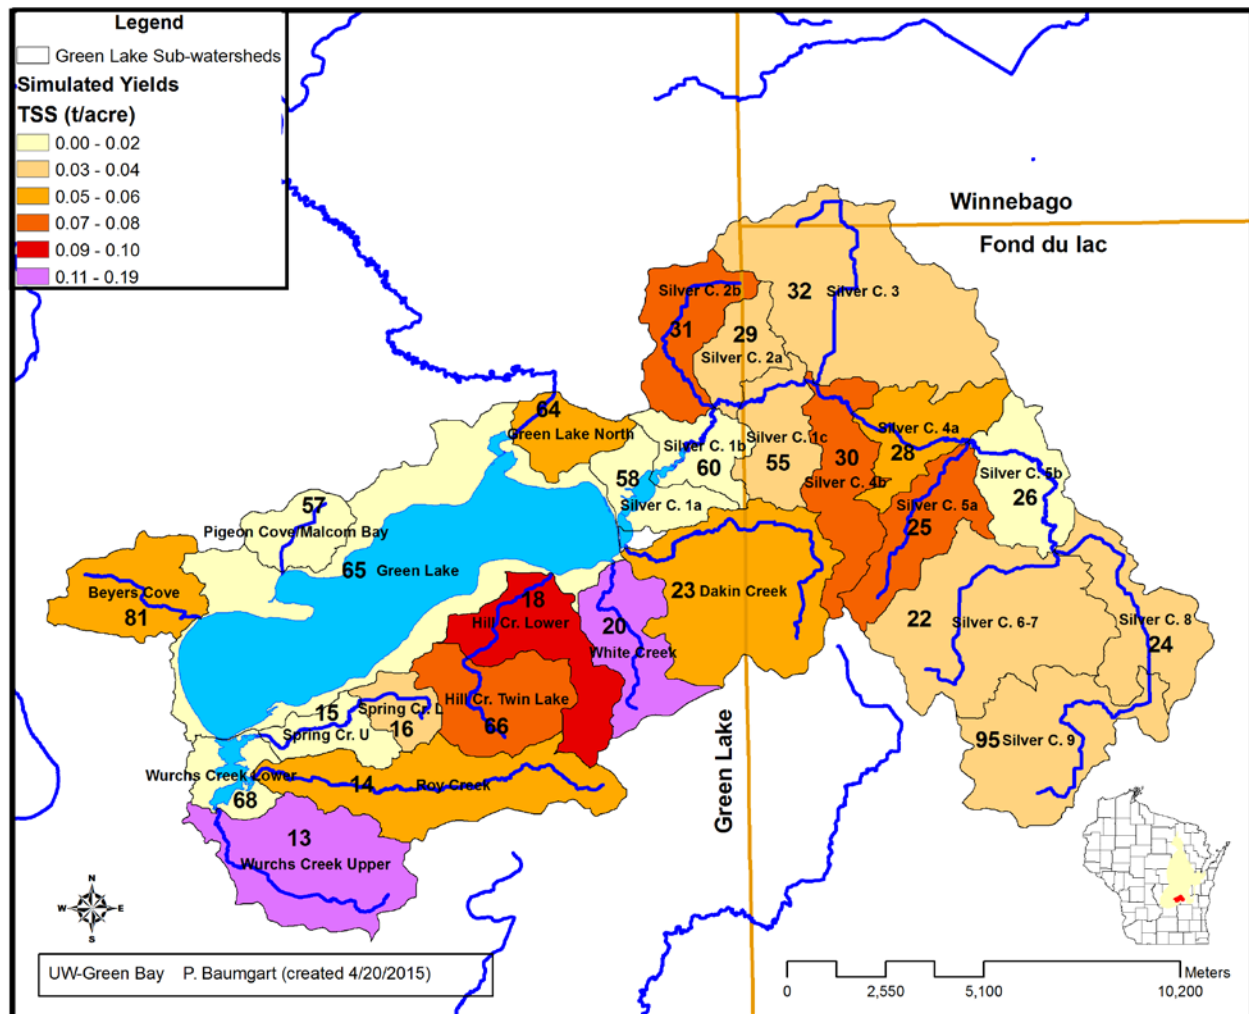 Legend
Green Lake Sub-watersheds
Simulated Yields
TSS (t/acre)
0.00 - 0.02
0.03 - 0.04
0.05 - 0.06
0.07 - 0.08
0.09 - 0.10
0.11 - 0.19
Winnebago
Fond du lac
Silver C. 2b
32 Silver C. 3
31
29
Silver C. 2a
64
Green Lake North
Silver C. 4a
28
Silver C. 1b
Silver C. 1c
58
60
55
30
Silver C. 4b
Silver C. 5b
26
Silver C. 1a
Silver C. 5a
25
57
Pigeon Cove/Malcom Bay
65 Green Lake
Beyers Cove
81
18
Hill Cr. Lower
23 Dakin Creek
20
White Creek
22
Silver C. 6-7
Silver C. 8
24
Hill Cr. Twin Lake
66
15
Spring Cr. L
16
Spring Cr. U
95 Silver C. 9
Wurchs Creek Lower
68
14
Roy Creek
Green Lake
13
Wurchs Creek Upper
N
W E
S
UW-Green Bay P. Baumgart (created 4/20/2015)
Meters
0 2,550 5,100 10,200